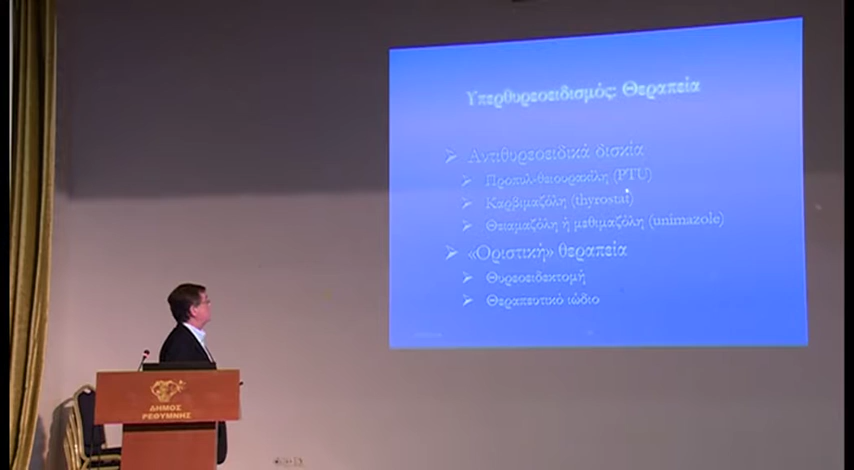 Υπερθυρεοειδισμός: Θεραπεία
Αντιθυρεοειδικά δισκία
Προπυλ-θειουρακίλη (PTU)
Καρβιμαζόλη (thyrostat)
Θειαμαζόλη ή μεθιμαζόλη (unimazole)
«Οριστική» θεραπεία
Θυρεοειδεκτομή
Θεραπευτικό ιώδιο
ΔΗΜΟΣ
ΡΕΘΥΜΝΗΣ